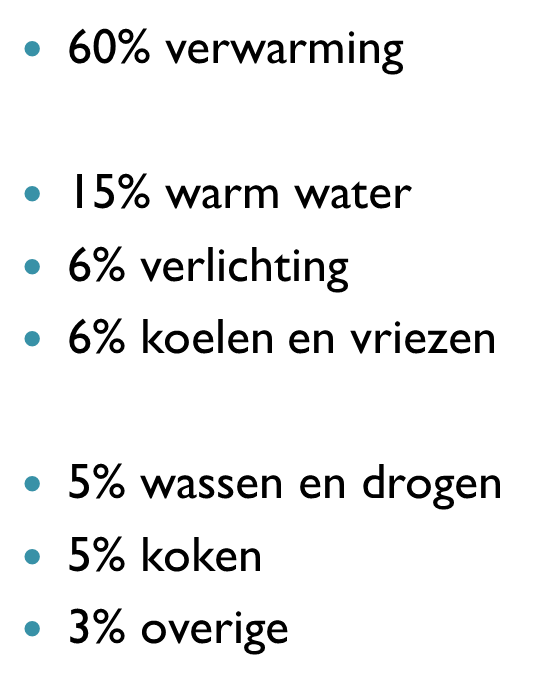 • 60% verwarming
• 15% warm water
• 6% verlichting
• 6% koelen en vriezen
• 5% wassen en drogen
• 5% koken
• 3% overige